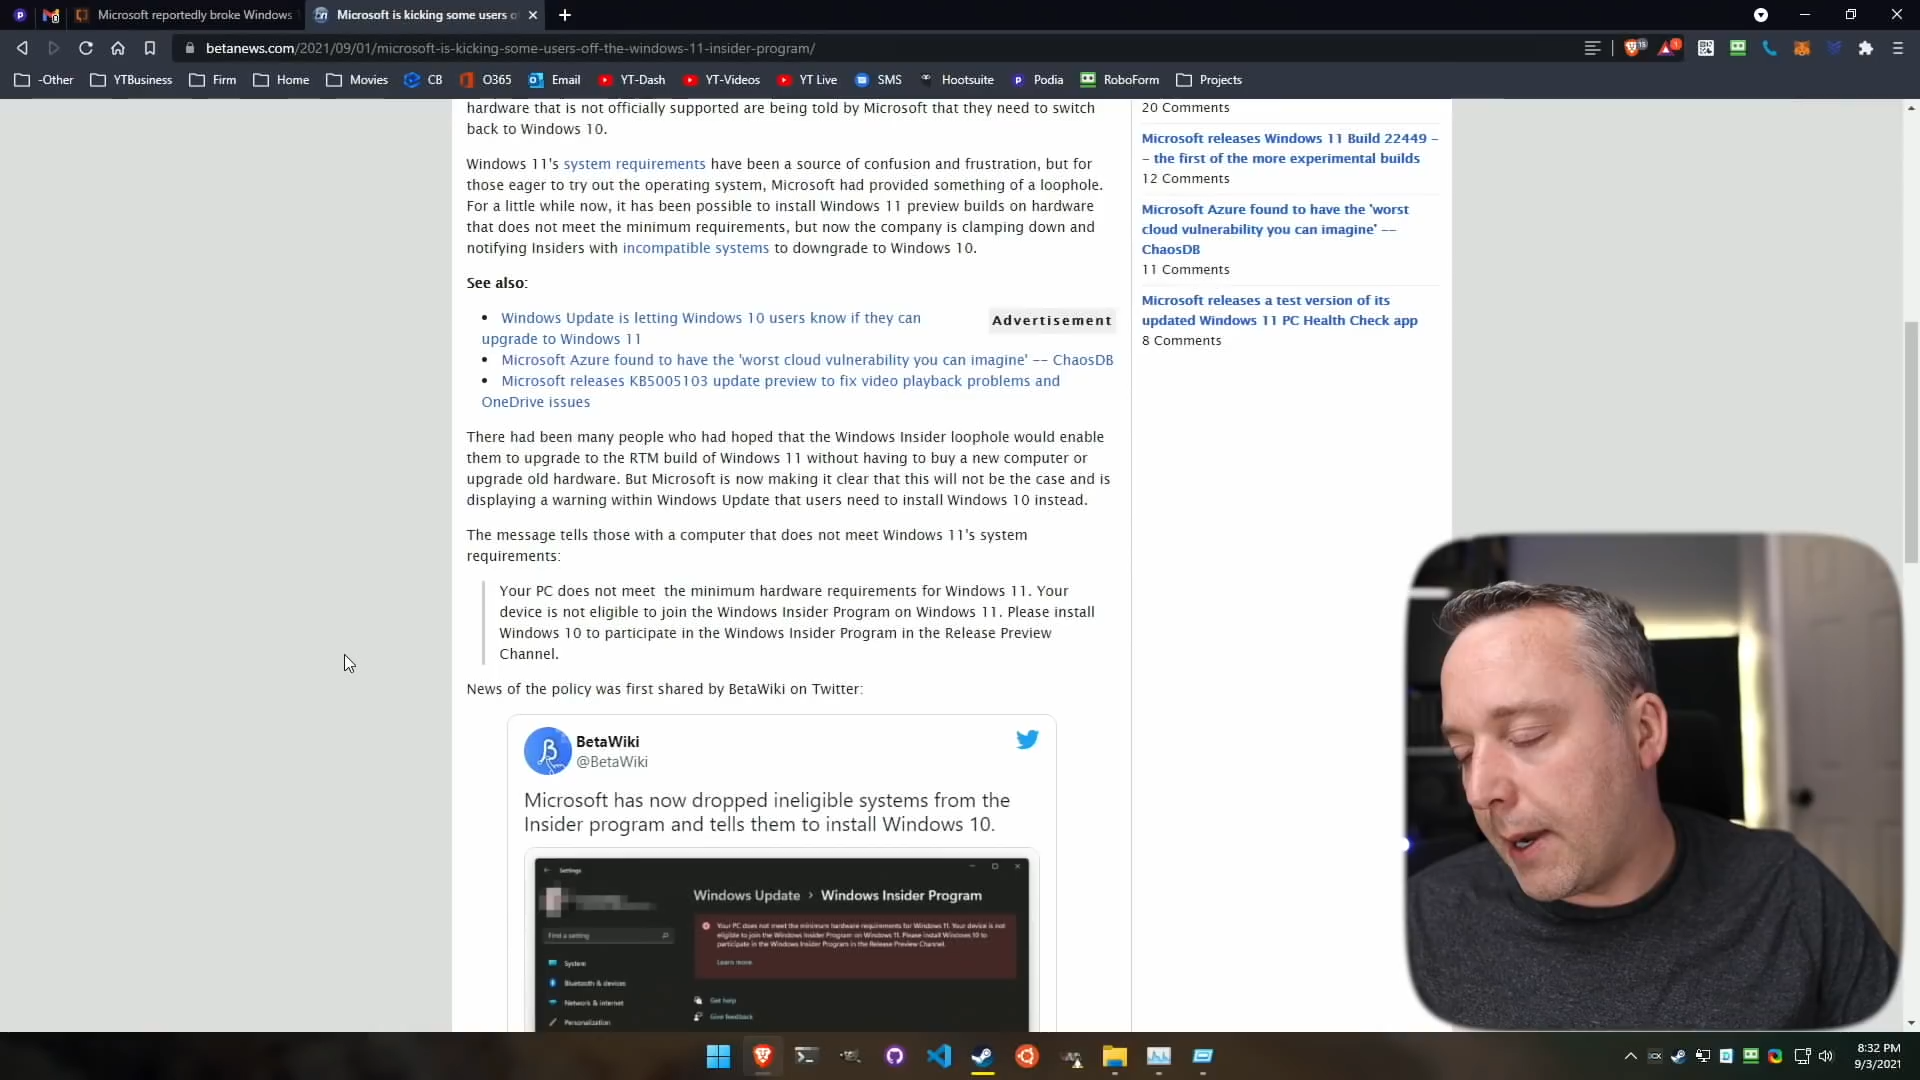 Microsoft reportedly broke Windows
Microsoft is kicking some users o
betanews.com/2021/09/01/microsoft-is-kicking-some-users-off-the-windows-11-insider-program/
-Other YTBusiness Firm Home Movies CB O365 Email YT-Dash YT-Videos YT Live SMS Hootsuite Podia RoboForm Projects
hardware that is not officially supported are being told by Microsoft that they need to switch
back to Windows 10.
Windows 11's system requirements have been a source of confusion and frustration, but for
those eager to try out the operating system, Microsoft had provided something of a loophole.
For a little while now, it has been possible to install Windows 11 preview builds on hardware
that does not meet the minimum requirements, but now the company is clamping down and
notifying Insiders with incompatible systems to downgrade to Windows 10.
See also:
• Windows Update is letting Windows 10 users know if they can
upgrade to Windows 11
Advertisement
• Microsoft Azure found to have the 'worst cloud vulnerability you can imagine' -- ChaosDB
• Microsoft releases KB5005103 update preview to fix video playback problems and
OneDrive issues
There had been many people who had hoped that the Windows Insider loophole would enable
them to upgrade to the RTM build of Windows 11 without having to buy a new computer or
upgrade old hardware. But Microsoft is now making it clear that this will not be the case and is
displaying a warning within Windows Update that users need to install Windows 10 instead.
The message tells those with a computer that does not meet Windows 11's system
requirements:
Your PC does not meet the minimum hardware requirements for Windows 11. Your
device is not eligible to join the Windows Insider Program on Windows 11. Please install
Windows 10 to participate in the Windows Insider Program in the Release Preview
Channel.
News of the policy was first shared by BetaWiki on Twitter:
BetaWiki
@BetaWiki
Microsoft has now dropped ineligible systems from the
Insider program and tells them to install Windows 10.
Settings
Windows Update › Windows Insider Program
Your PC does not meet the minimum hardware requirements for Windows 11. Your device is not
eligible to join the Windows Insider Program on Windows 11. Please install Windows 10 to
participate in the Windows Insider Program in the Release Preview Channel.
Learn more
Find a setting
System
Bluetooth & devices
Network & internet
Personalization
Get help
Give feedback
20 Comments
Microsoft releases Windows 11 Build 22449 -
- the first of the more experimental builds
12 Comments
Microsoft Azure found to have the 'worst
cloud vulnerability you can imagine' --
ChaosDB
11 Comments
Microsoft releases a test version of its
updated Windows 11 PC Health Check app
8 Comments
8:32 PM
9/3/2021